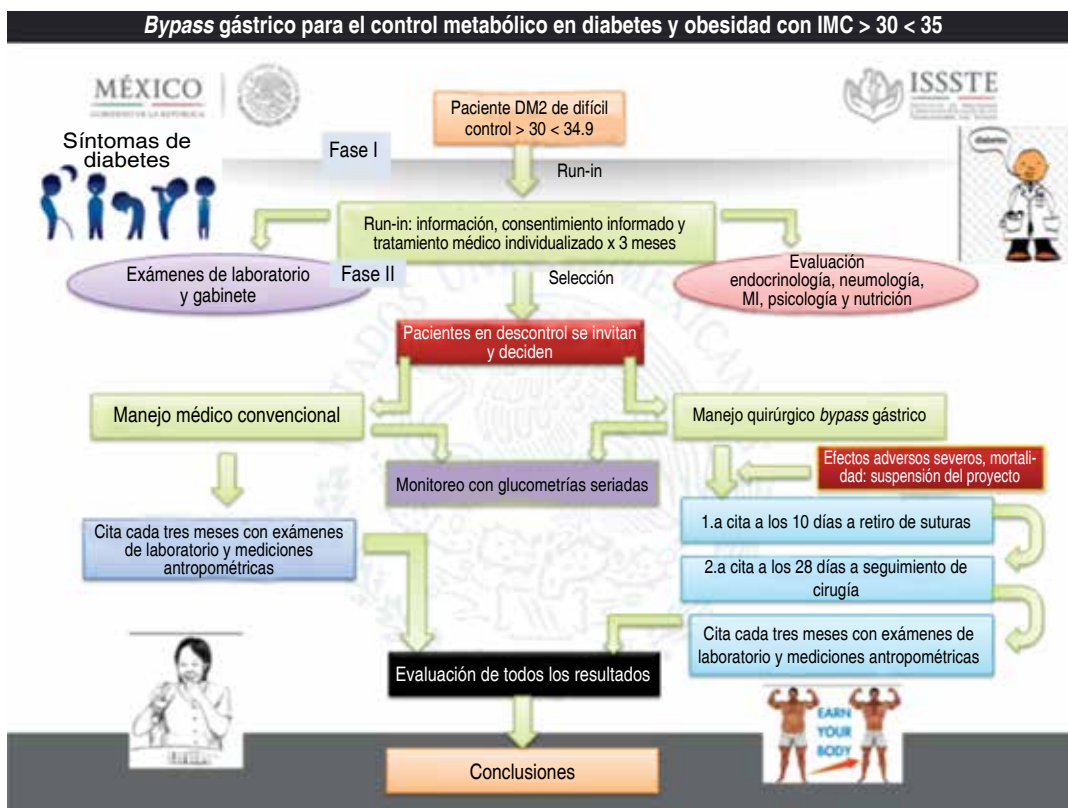 Bypass gástrico para el control metabólico en diabetes y obesidad con IMC > 30 < 35
MÉXICO
GOBIERNO DE LA REPÚBLICA
ISSSTE
Paciente DM2 de difícil
control > 30 < 34.9
Síntomas de
diabetes
diabetes
Fase I
Run-in
Run-in: información, consentimiento informado y
tratamiento médico individualizado x 3 meses
Exámenes de laboratorio
y gabinete
Fase II
Selección
Evaluación
endocrinología, neumología,
MI, psicología y nutrición
Pacientes en descontrol se invitan
y deciden
Manejo médico convencional
Manejo quirúrgico bypass gástrico
Monitoreo con glucometrías seriadas
Efectos adversos severos, mortali-
dad: suspensión del proyecto
Cita cada tres meses con exámenes
de laboratorio y mediciones
antropométricas
1.a cita a los 10 días a retiro de suturas
2.a cita a los 28 días a seguimiento de
cirugía
Cita cada tres meses con exámenes de
laboratorio y mediciones antropométricas
Evaluación de todos los resultados
EARN
YOUR
BODY
Conclusiones